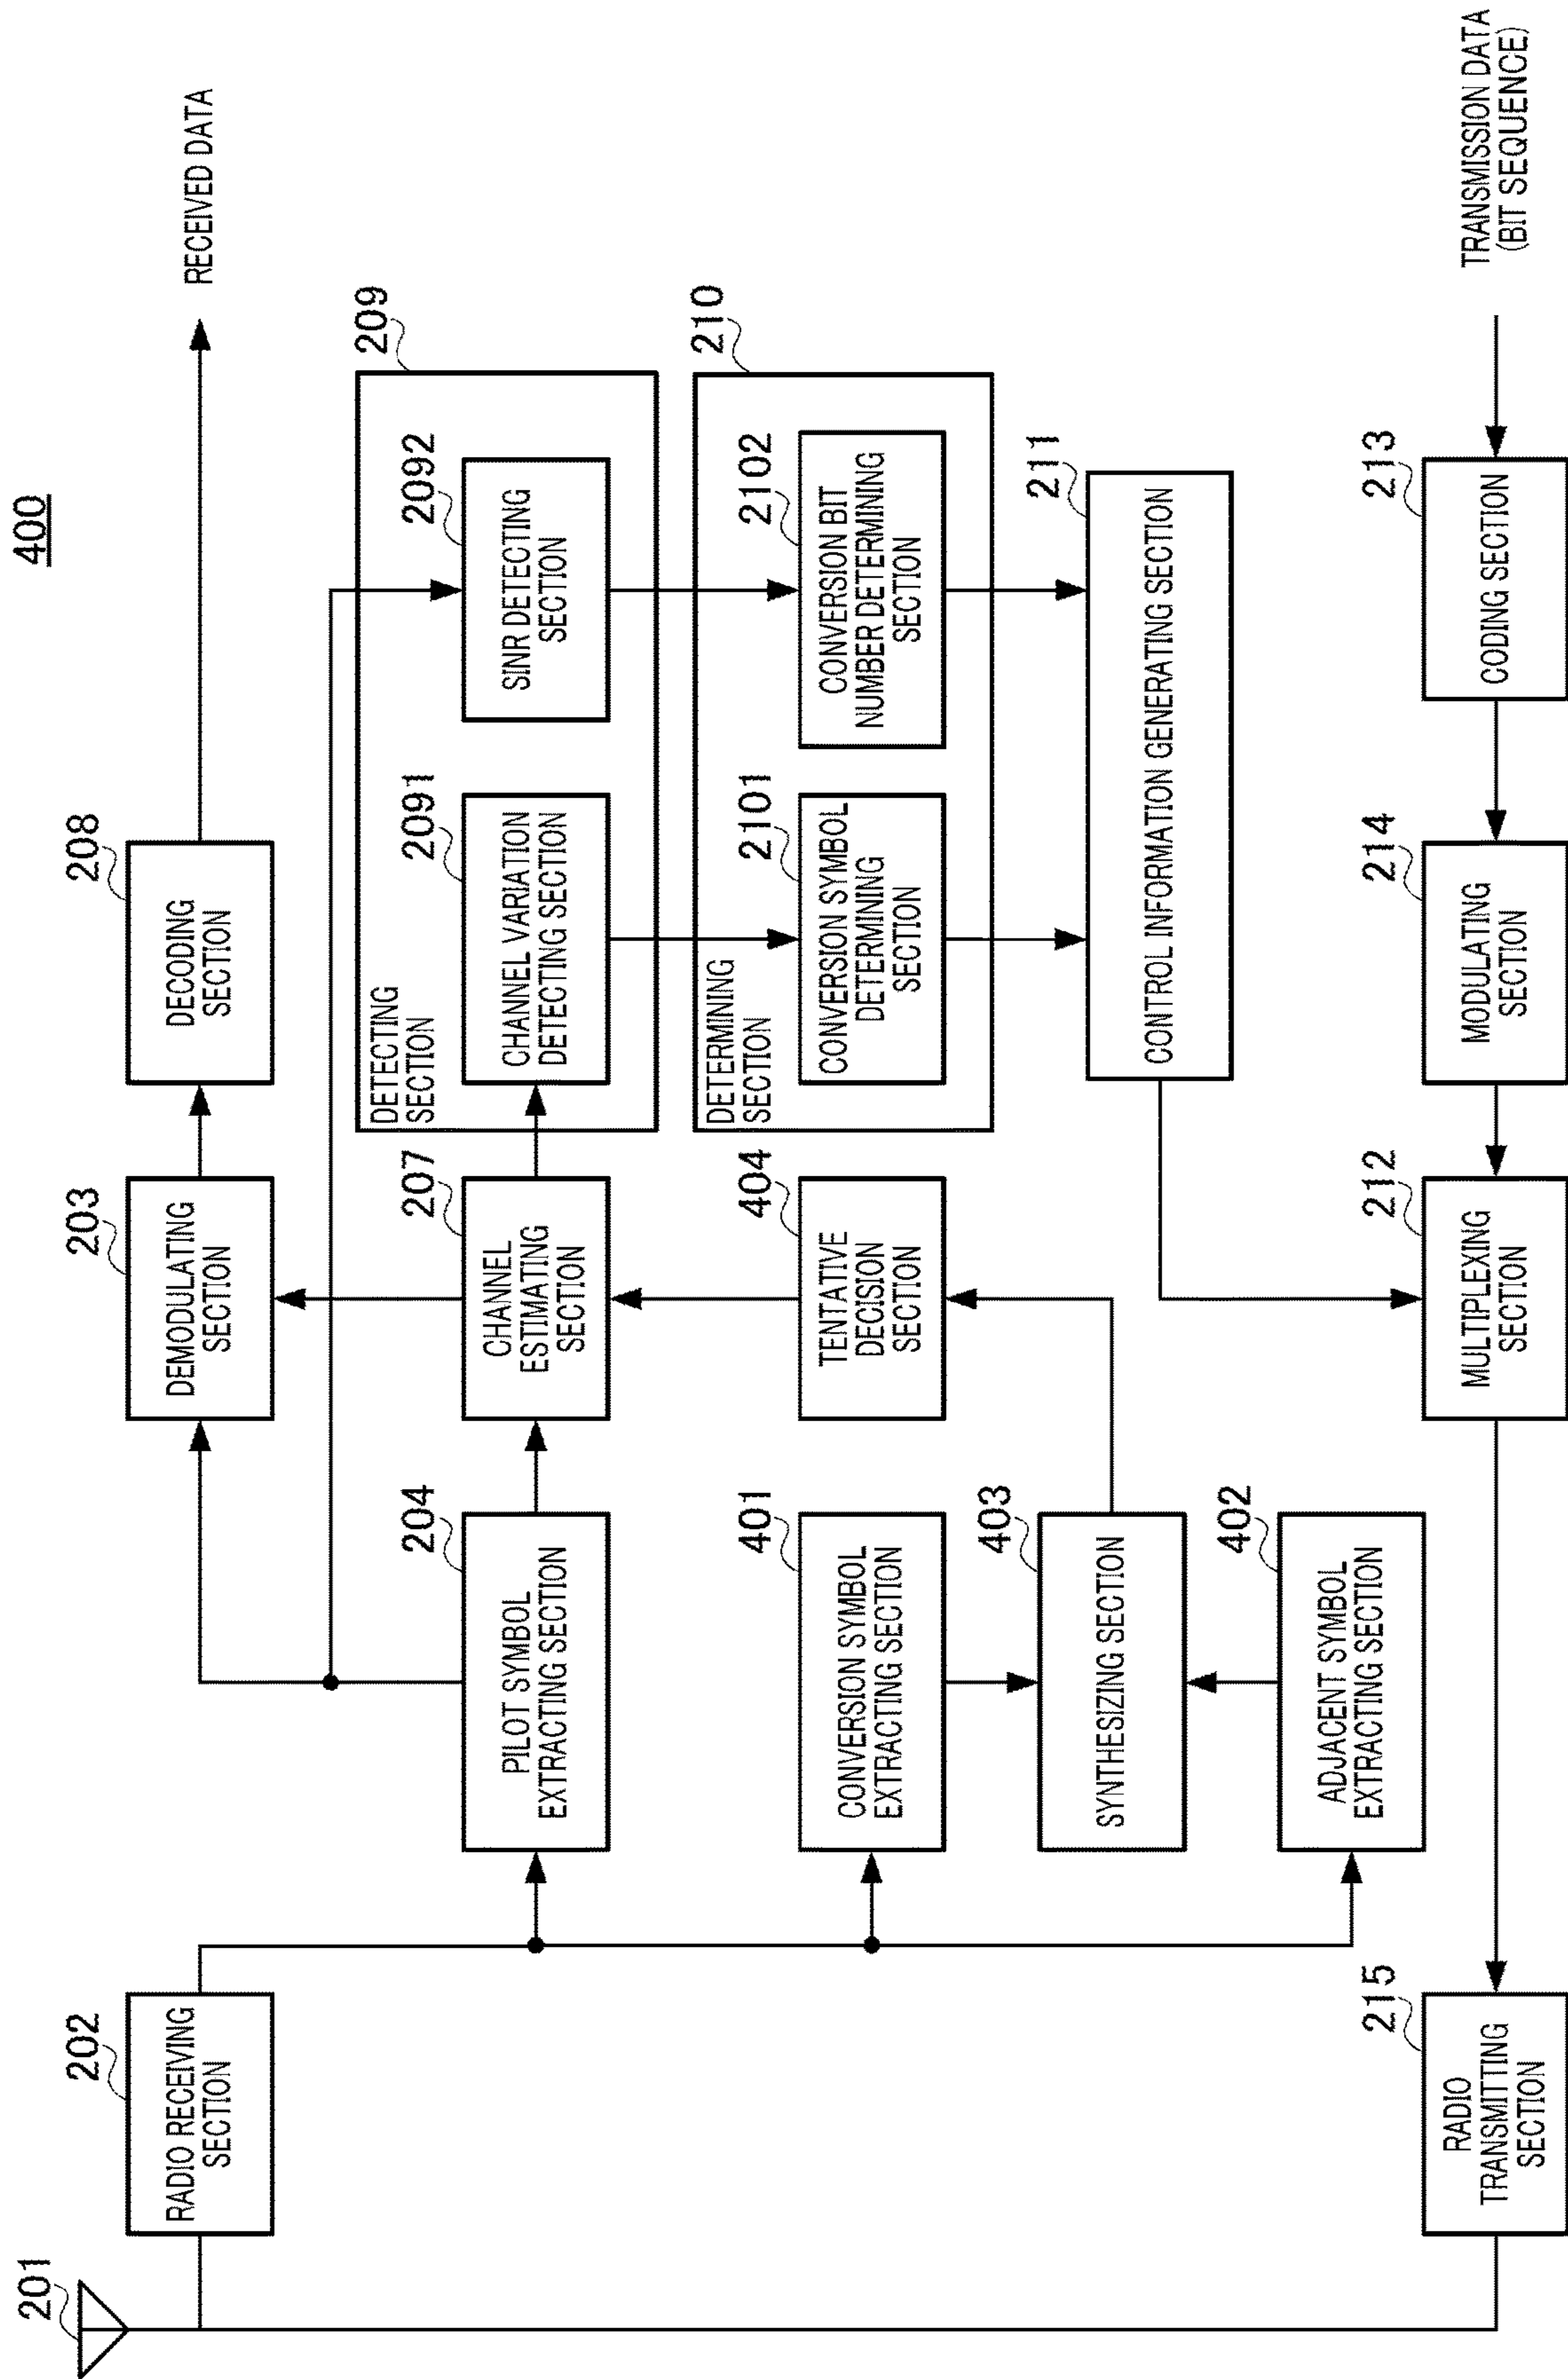 400
201
202
RADIO RECEIVING
SECTION
203
DEMODULATING
SECTION
208
DECODING
SECTION
RECEIVED DATA
204
PILOT SYMBOL
EXTRACTING SECTION
207
CHANNEL
ESTIMATING
SECTION
209
DETECTING
SECTION
2091
CHANNEL VARIATION
DETECTING SECTION
2092
SINR DETECTING
SECTION
401
CONVERSION SYMBOL
EXTRACTING SECTION
404
TENTATIVE
DECISION
SECTION
210
DETERMINING
SECTION
2101
CONVERSION SYMBOL
DETERMINING
SECTION
2102
CONVERSION BIT
NUMBER DETERMINING
SECTION
403
SYNTHESIZING SECTION
211
CONTROL INFORMATION GENERATING SECTION
402
ADJACENT SYMBOL
EXTRACTING SECTION
215
RADIO
TRANSMITTING
SECTION
212
MULTIPLEXING
SECTION
214
MODULATING
SECTION
213
CODING SECTION
TRANSMISSION DATA
(BIT SEQUENCE)